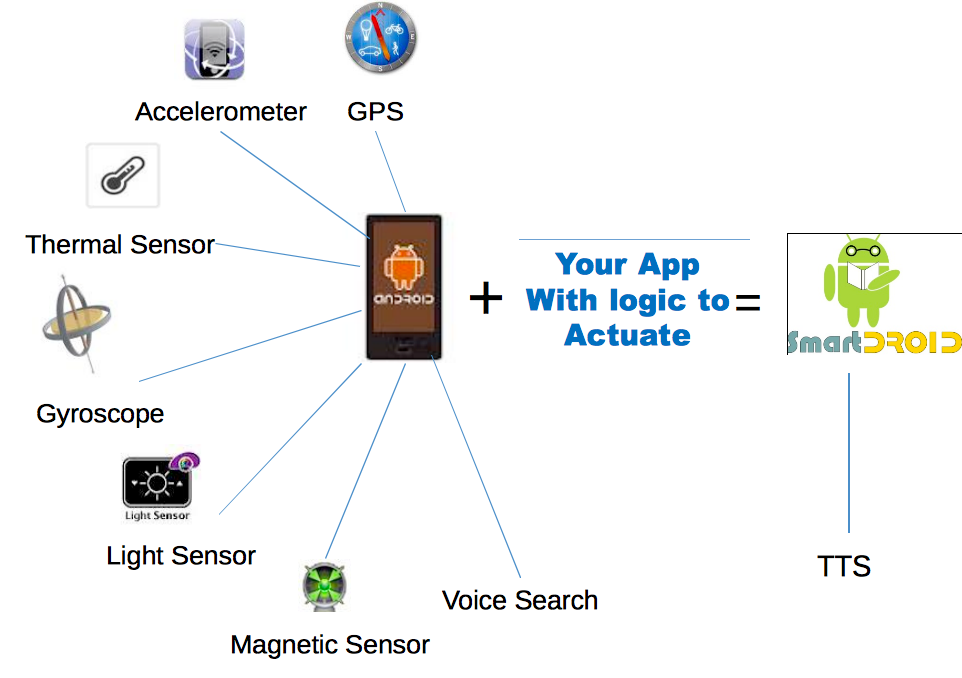 Accelerometer
GPS
N
W
E
S
Thermal Sensor
ANDROID
+
Your App
With logic to
Actuate
=
SmartDROID
Gyroscope
Light Sensor
Light Sensor
TTS
Voice Search
Magnetic Sensor